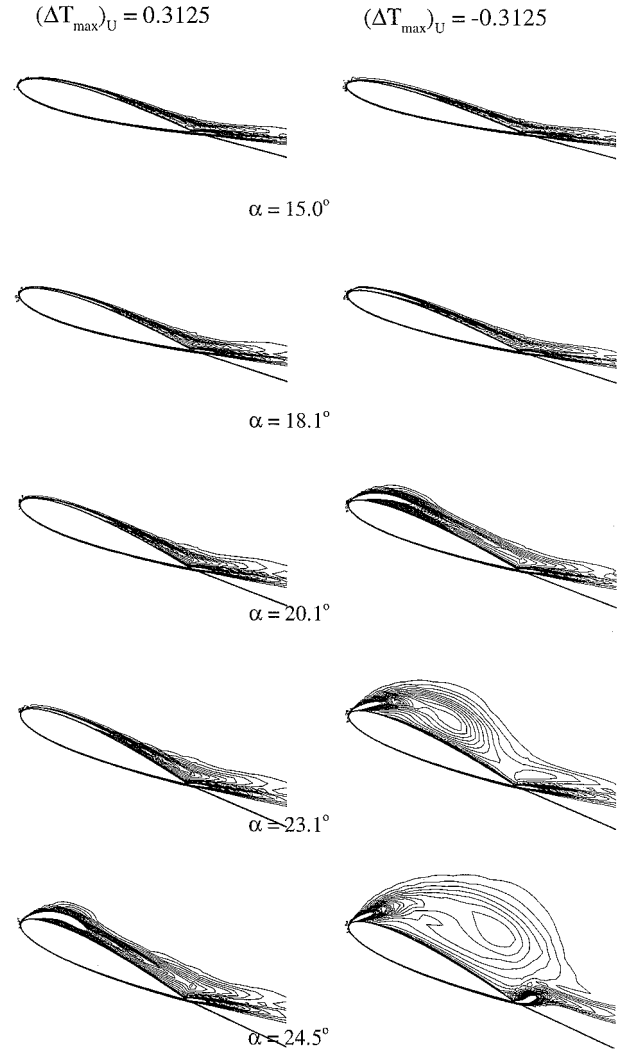 (ΔT_max)_U = 0.3125
(ΔT_max)_U = -0.3125
α = 15.0°
α = 18.1°
α = 20.1°
α = 23.1°
α = 24.5°